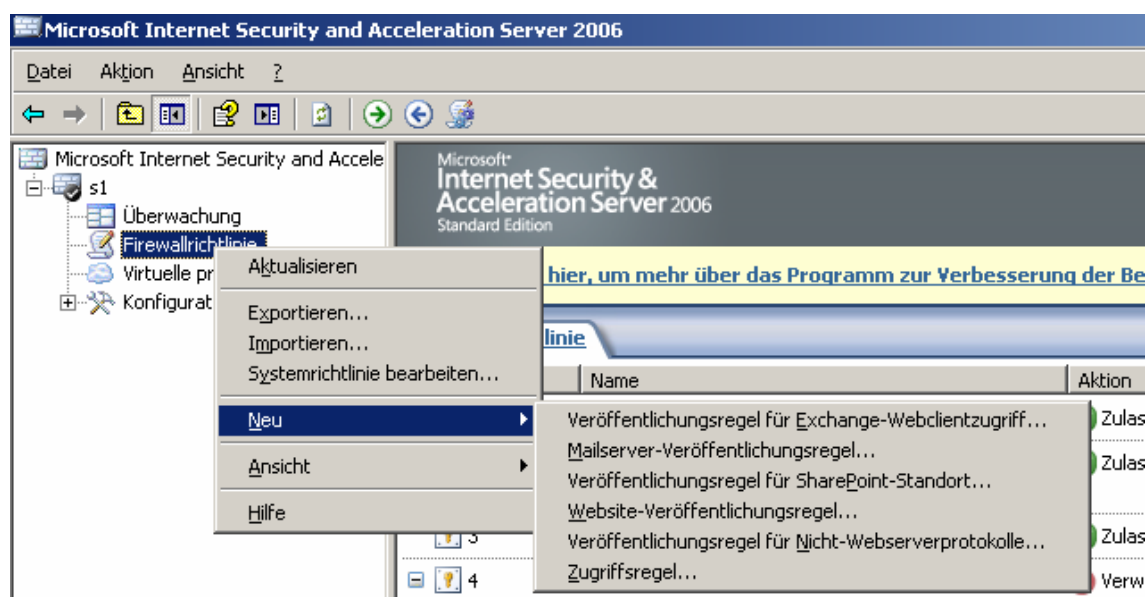 Microsoft Internet Security and Acceleration Server 2006
Datei Aktion Ansicht ?
Microsoft Internet Security and Accele
s1
Überwachung
Firewallrichtlinie
Virtuelle pr
Konfigurat
Microsoft
Internet Security &
Acceleration Server 2006
Standard Edition
hier, um mehr über das Programm zur Verbesserung der Be
linie
Name Aktion
Aktualisieren
Exportieren...
Importieren...
Systemrichtlinie bearbeiten...
Neu
Ansicht
Hilfe
Veröffentlichungsregel für Exchange-Webclientzugriff...
Mailserver-Veröffentlichungsregel...
Veröffentlichungsregel für SharePoint-Standort...
Website-Veröffentlichungsregel...
Veröffentlichungsregel für Nicht-Webserverprotokolle...
Zugriffsregel...
Zulas
Zulas
3 Zulas
4 Verw